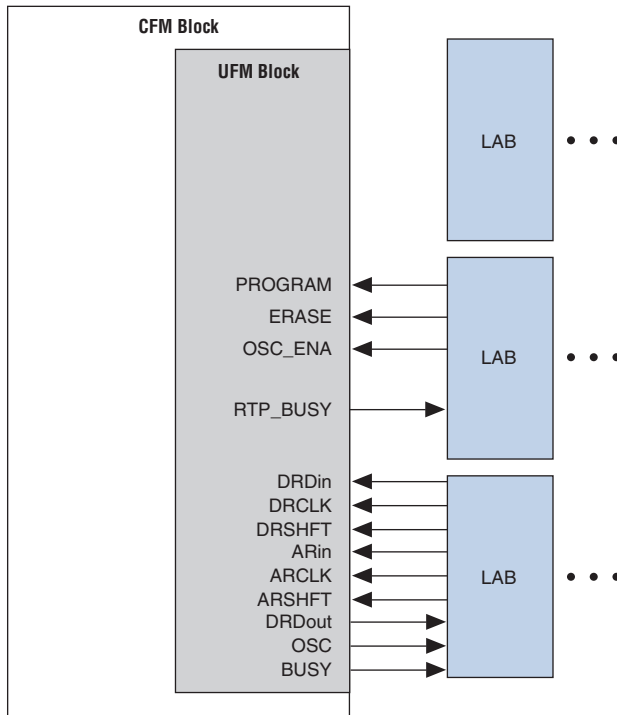 CFM Block
UFM Block
LAB
PROGRAM
ERASE
OSC_ENA
LAB
RTP_BUSY
DRDin
DRCLK
DRSHFT
ARin
LAB
ARCLK
ARSHFT
DRDout
OSC
BUSY